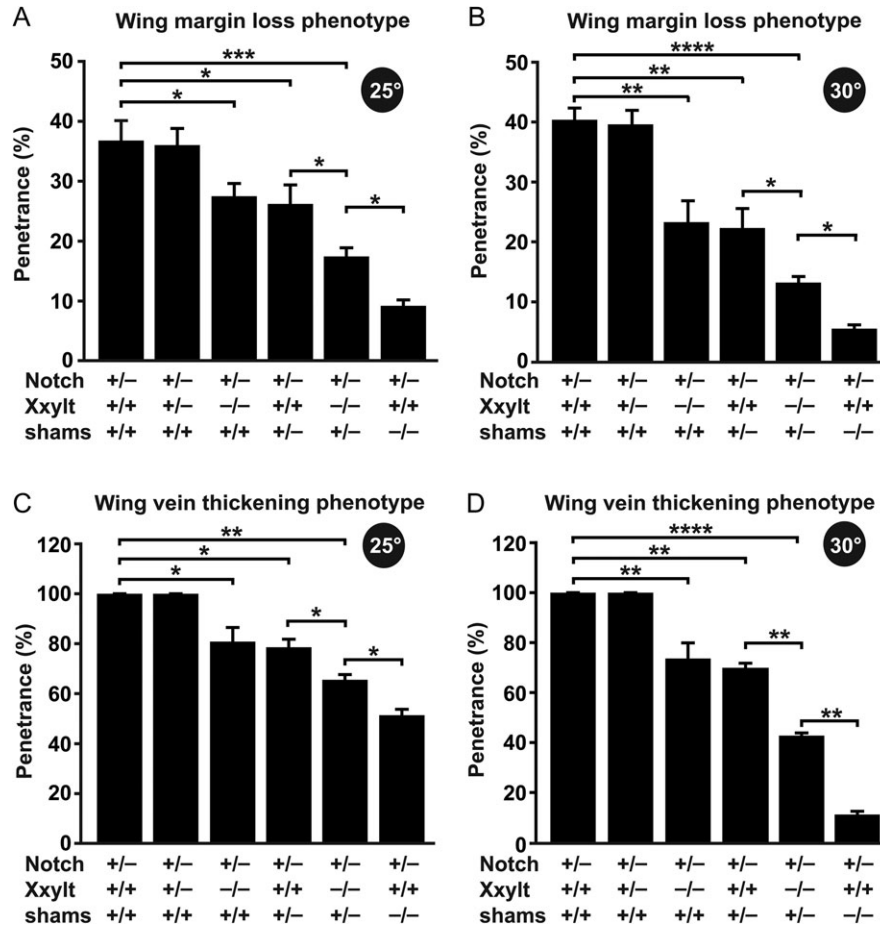 A Wing margin loss phenotype
25°
***
*
*
*
*
Penetrance (%)
50
40
30
20
10
0
Notch +/– +/– +/– +/– +/– +/–
Xxylt +/+ +/– –/– +/+ –/– +/+
shams +/+ +/+ +/+ +/– +/– –/–
B Wing margin loss phenotype
30°
****
**
**
*
*
Penetrance (%)
50
40
30
20
10
0
Notch +/– +/– +/– +/– +/– +/–
Xxylt +/+ +/– –/– +/+ –/– +/+
shams +/+ +/+ +/+ +/– +/– –/–
C Wing vein thickening phenotype
25°
**
*
*
*
*
Penetrance (%)
120
100
80
60
40
20
0
Notch +/– +/– +/– +/– +/– +/–
Xxylt +/+ +/– –/– +/+ –/– +/+
shams +/+ +/+ +/+ +/– +/– –/–
D Wing vein thickening phenotype
30°
****
**
**
**
**
Penetrance (%)
120
100
80
60
40
20
0
Notch +/– +/– +/– +/– +/– +/–
Xxylt +/+ +/– –/– +/+ –/– +/+
shams +/+ +/+ +/+ +/– +/– –/–